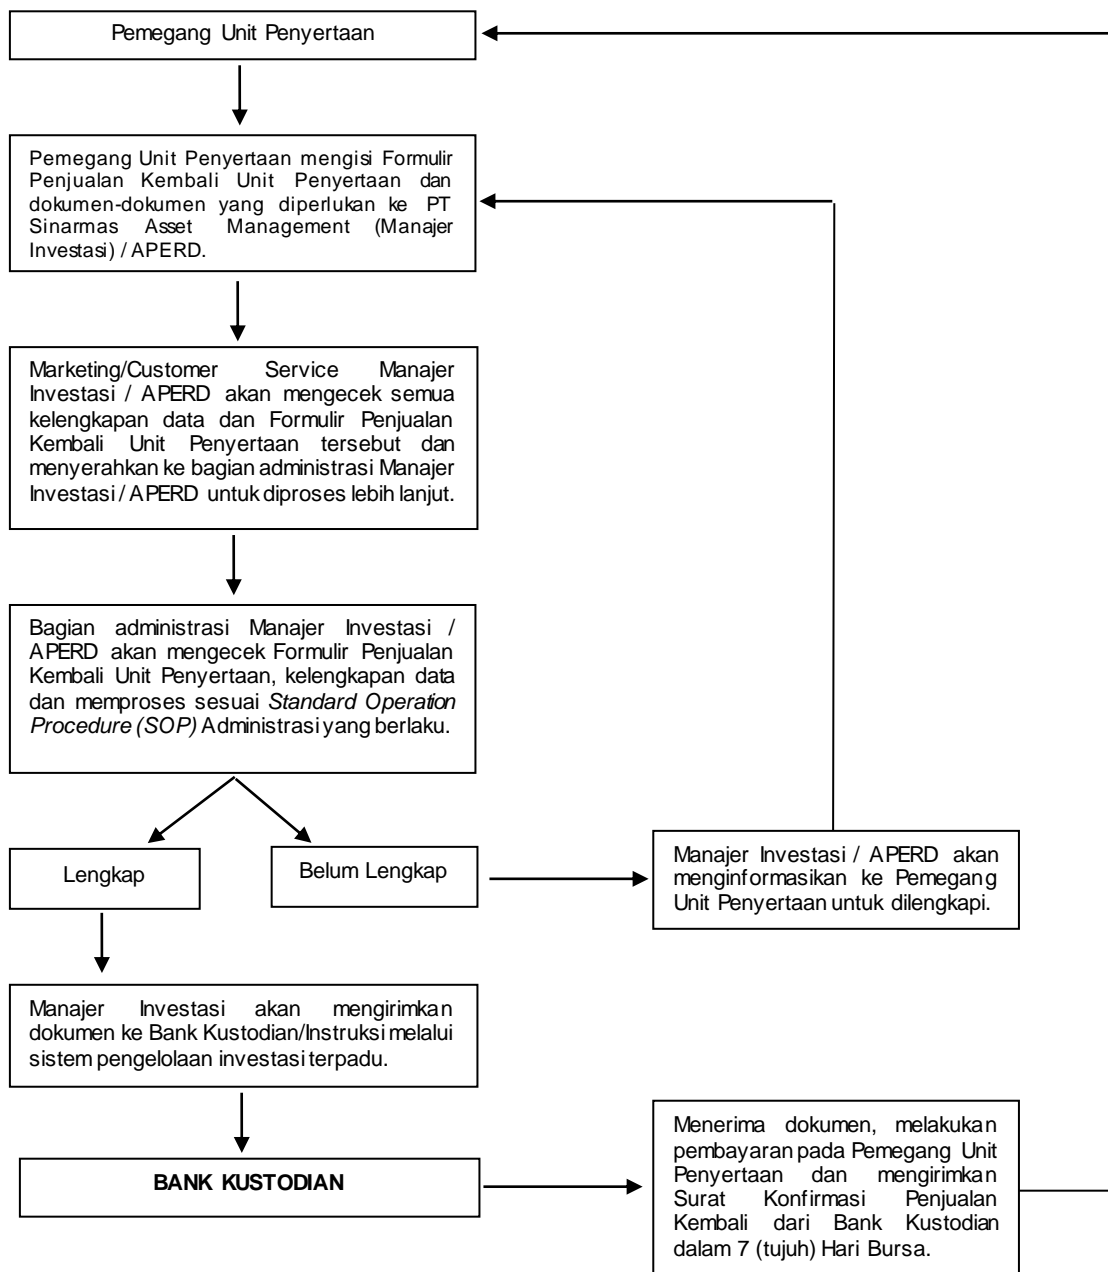 Pemegang Unit Penyertaan
Pemegang Unit Penyertaan mengisi Formulir
Penjualan Kembali Unit Penyertaan dan
dokumen-dokumen yang diperlukan ke PT
Sinarmas Asset Management (Manajer
Investasi) / APERD.
Marketing/Customer Service Manajer
Investasi / APERD akan mengecek semua
kelengkapan data dan Formulir Penjualan
Kembali Unit Penyertaan tersebut dan
menyerahkan ke bagian administrasi Manajer
Investasi / APERD untuk diproses lebih lanjut.
Bagian administrasi Manajer Investasi /
APERD akan mengecek Formulir Penjualan
Kembali Unit Penyertaan, kelengkapan data
dan memproses sesuai Standard Operation
Procedure (SOP) Administrasi yang berlaku.
Lengkap
Belum Lengkap
Manajer Investasi / APERD akan
menginformasikan ke Pemegang
Unit Penyertaan untuk dilengkapi.
Manajer Investasi akan mengirimkan
dokumen ke Bank Kustodian/Instruksi melalui
sistem pengelolaan investasi terpadu.
BANK KUSTODIAN
Menerima dokumen, melakukan
pembayaran pada Pemegang Unit
Penyertaan dan mengirimkan
Surat Konfirmasi Penjualan
Kembali dari Bank Kustodian
dalam 7 (tujuh) Hari Bursa.